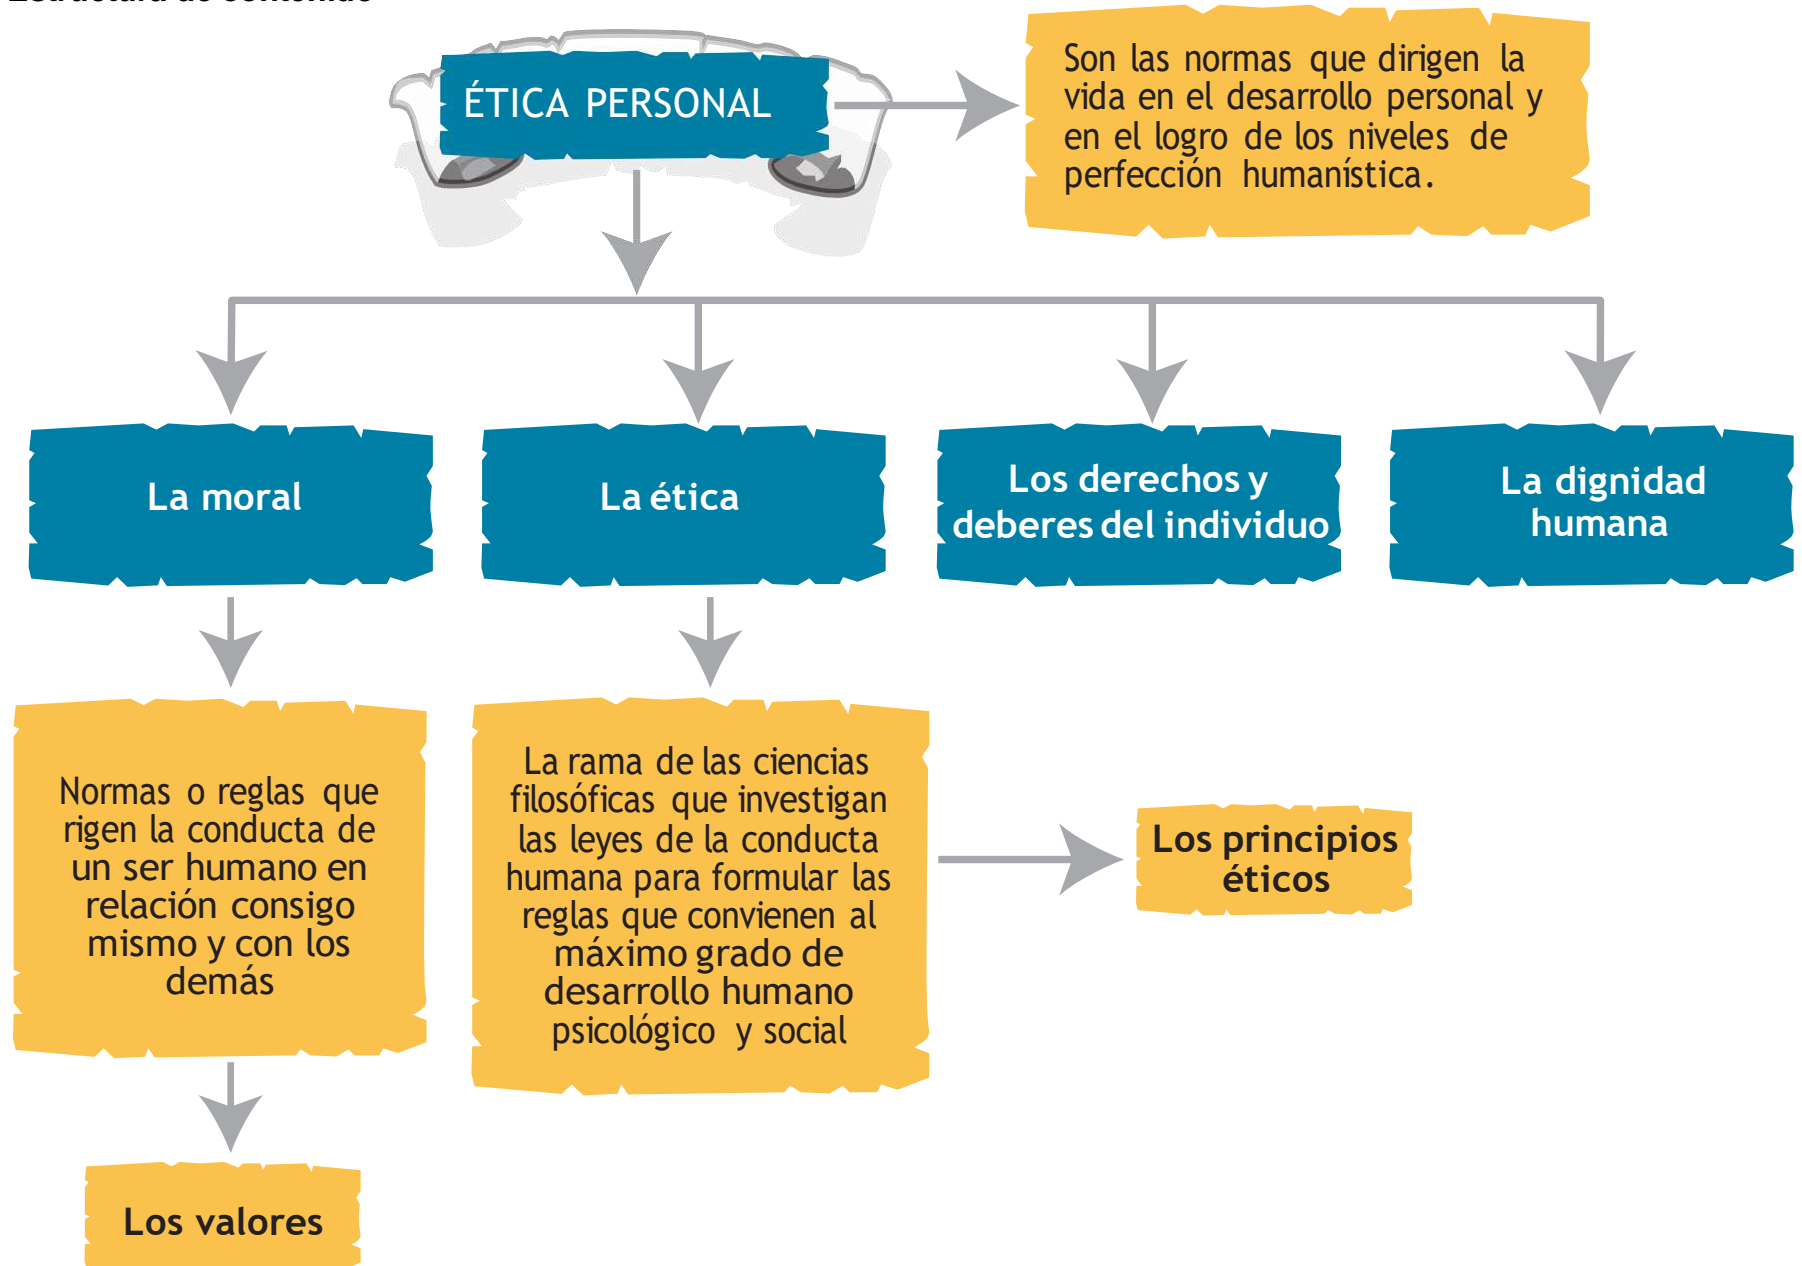 Estructura de contenido
ÉTICA PERSONAL
Son las normas que dirigen la
vida en el desarrollo personal y
en el logro de los niveles de
perfección humanística.
La moral
La ética
Los derechos y
deberes del individuo
La dignidad
humana
Normas o reglas que
rigen la conducta de
un ser humano en
relación consigo
mismo y con los
demás
La rama de las ciencias
filosóficas que investigan
las leyes de la conducta
humana para formular las
reglas que convienen al
máximo grado de
desarrollo humano
psicológico y social
Los principios
éticos
Los valores